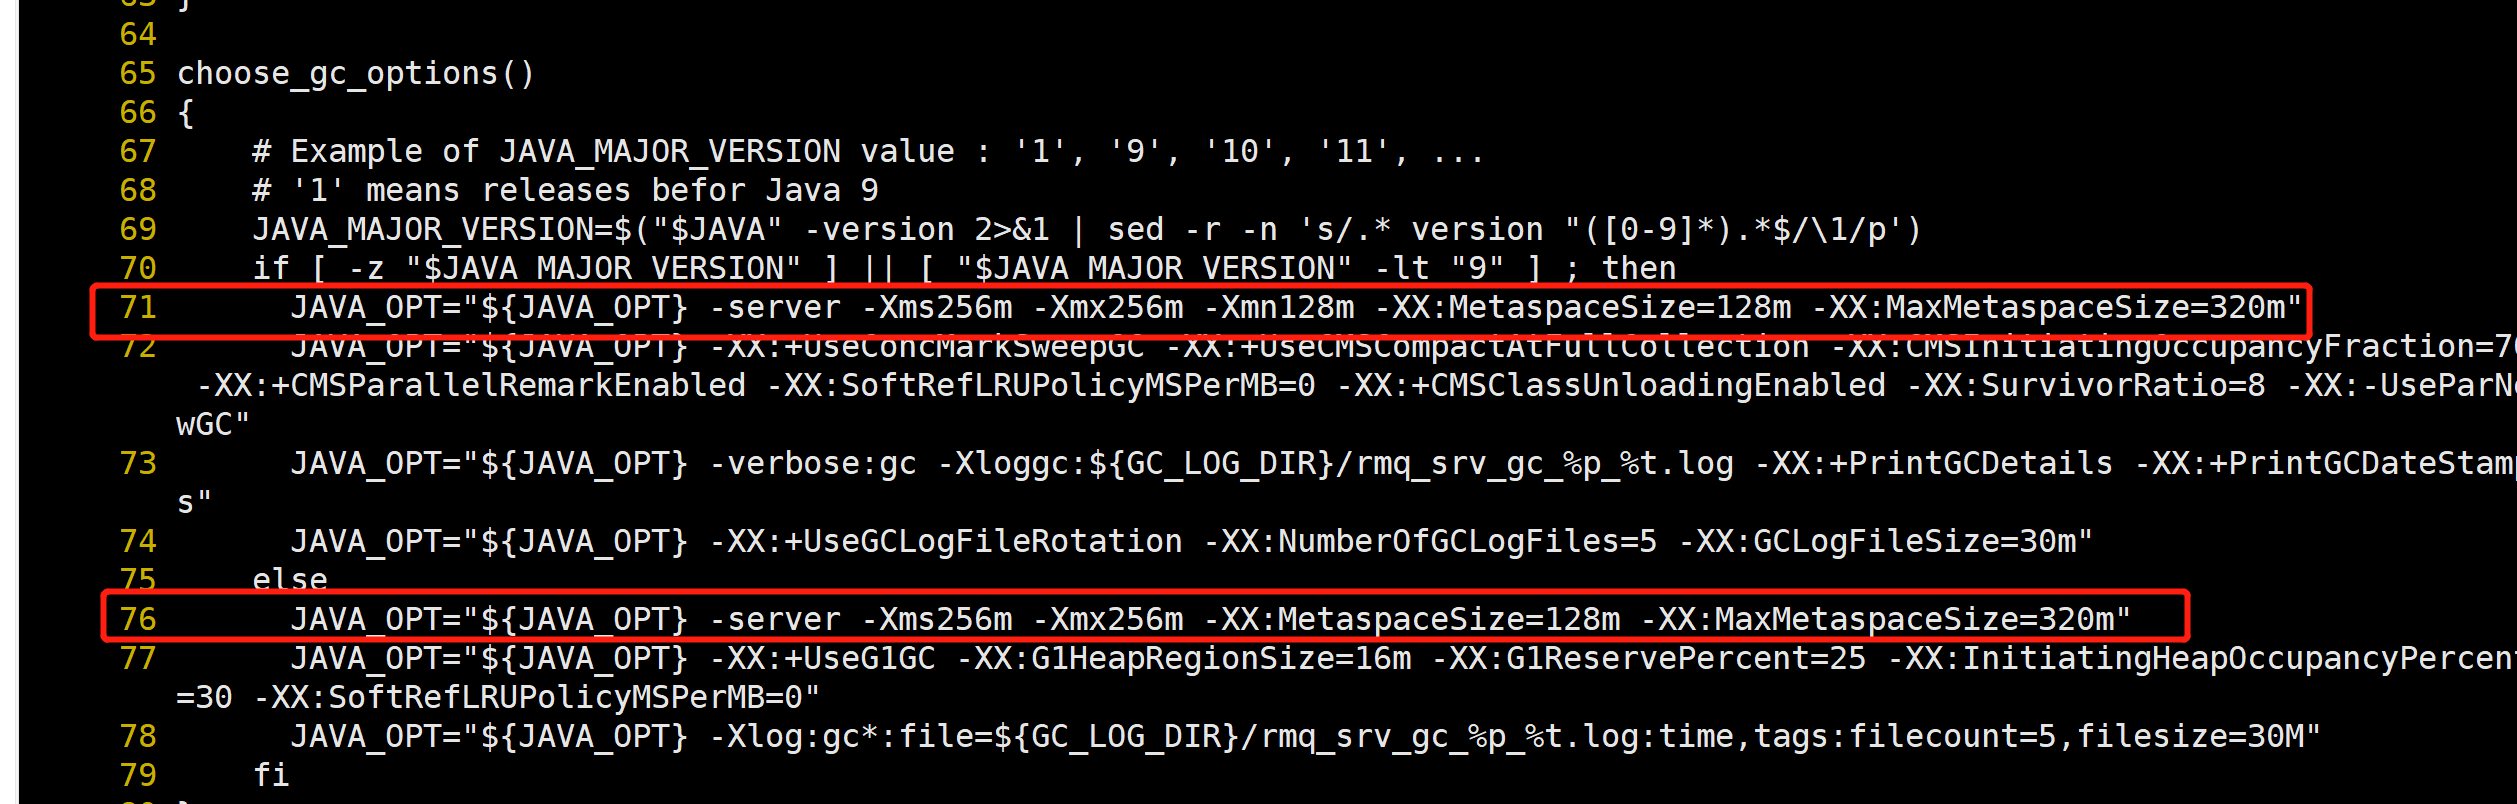 64
65 choose_gc_options()
66 {
67     # Example of JAVA_MAJOR_VERSION value : '1', '9', '10', '11', ...
68     # '1' means releases befor Java 9
69     JAVA_MAJOR_VERSION=$("$JAVA" -version 2>&1 | sed -r -n 's/.* version "([0-9]*).*$/\1/p')
70     if [ -z "$JAVA_MAJOR_VERSION" ] || [ "$JAVA_MAJOR_VERSION" -lt "9" ] ; then
71       JAVA_OPT="${JAVA_OPT} -server -Xms256m -Xmx256m -Xmn128m -XX:MetaspaceSize=128m -XX:MaxMetaspaceSize=320m"
72       JAVA_OPT="${JAVA_OPT} -XX:+UseConcMarkSweepGC -XX:+UseCMSCompactAtFullCollection -XX:CMSInitiatingOccupancyFraction=70
 -XX:+CMSParallelRemarkEnabled -XX:SoftRefLRUPolicyMSPerMB=0 -XX:+CMSClassUnloadingEnabled -XX:SurvivorRatio=8 -XX:-UseParNe
wGC"
73       JAVA_OPT="${JAVA_OPT} -verbose:gc -Xloggc:${GC_LOG_DIR}/rmq_srv_gc_%p_%t.log -XX:+PrintGCDetails -XX:+PrintGCDateStamp
s"
74       JAVA_OPT="${JAVA_OPT} -XX:+UseGCLogFileRotation -XX:NumberOfGCLogFiles=5 -XX:GCLogFileSize=30m"
75     else
76       JAVA_OPT="${JAVA_OPT} -server -Xms256m -Xmx256m -XX:MetaspaceSize=128m -XX:MaxMetaspaceSize=320m"
77       JAVA_OPT="${JAVA_OPT} -XX:+UseG1GC -XX:G1HeapRegionSize=16m -XX:G1ReservePercent=25 -XX:InitiatingHeapOccupancyPercent
=30 -XX:SoftRefLRUPolicyMSPerMB=0"
78       JAVA_OPT="${JAVA_OPT} -Xlog:gc*:file=${GC_LOG_DIR}/rmq_srv_gc_%p_%t.log:time,tags:filecount=5,filesize=30M"
79     fi